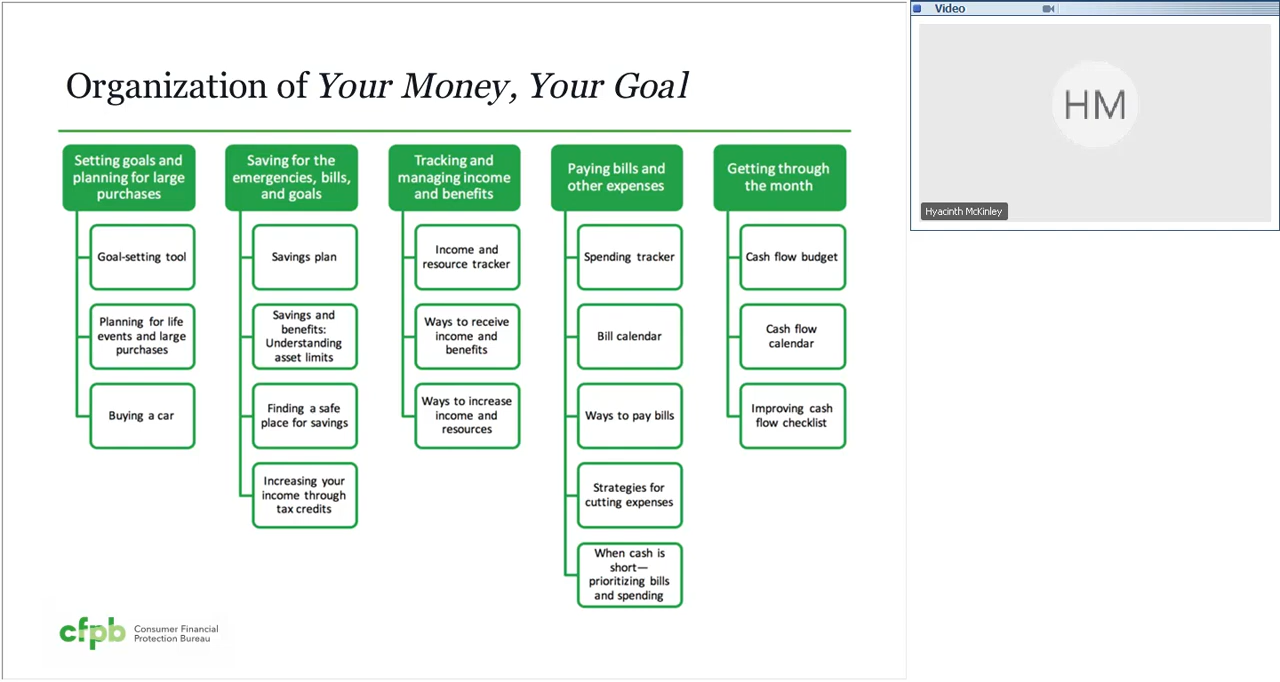 Organization of Your Money, Your Goal
Setting goals and
planning for large
purchases
Goal-setting tool
Planning for life
events and large
purchases
Buying a car
Saving for the
emergencies, bills,
and goals
Savings plan
Savings and
benefits:
Understanding
asset limits
Finding a safe
place for savings
Increasing your
income through
tax credits
Tracking and
managing income
and benefits
Income and
resource tracker
Ways to receive
income and
benefits
Ways to increase
income and
resources
Paying bills and
other expenses
Spending tracker
Bill calendar
Ways to pay bills
Strategies for
cutting expenses
When cash is
short—
prioritizing bills
and spending
Getting through
the month
Cash flow budget
Cash flow
calendar
Improving cash
flow checklist
cfpb
Consumer Financial
Protection Bureau
Video
HM
Hyacinth McKinley